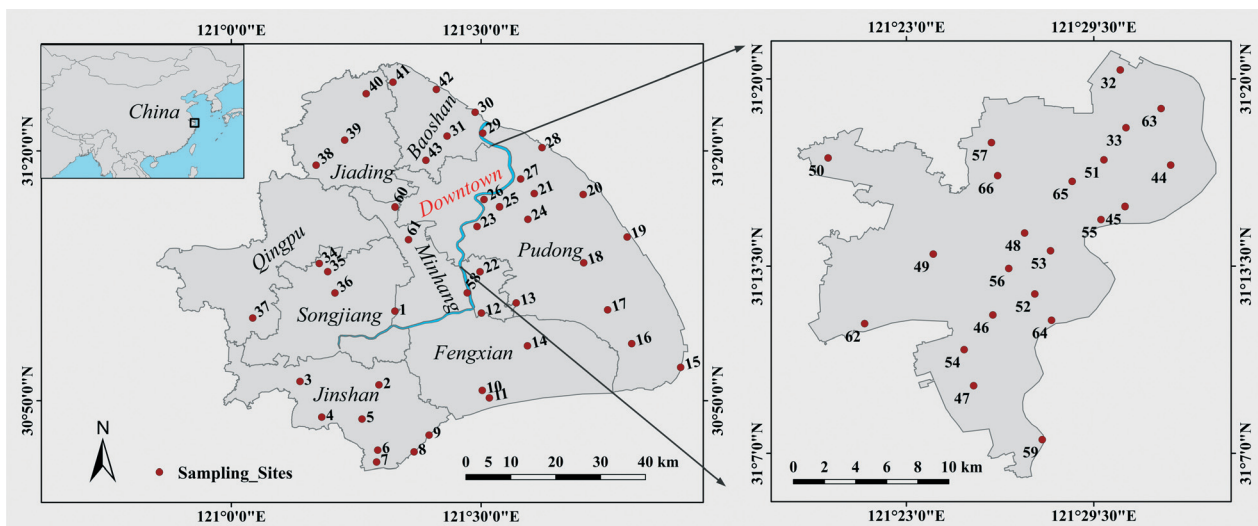 121°0'0"E 121°30'0"E
31°20'0"N
30°50'0"N
China
41
42
40
30
Baoshan
29
31
39
28
43
38
Jiading
27
Downtown
60
26
21
20
25
24
23
61
19
Qingpu
Minhang
Pudong
34
35
18
22
36
58
13
37
Songjiang
1
12
17
Fengxian
14
16
15
3
2
Jinshan
10
11
4
5
9
6
8
7
N
Sampling_Sites
0 5 10 20 30 40 km
31°20'0"N
30°50'0"N
121°0'0"E 121°30'0"E
121°23'0"E 121°29'30"E
31°20'0"N
31°13'30"N
31°7'0"N
32
63
33
57
50
51
44
66
65
45
55
48
53
49
56
52
46
62
64
54
47
59
0 2 4 6 8 10 km
31°20'0"N
31°13'30"N
31°7'0"N
121°23'0"E 121°29'30"E